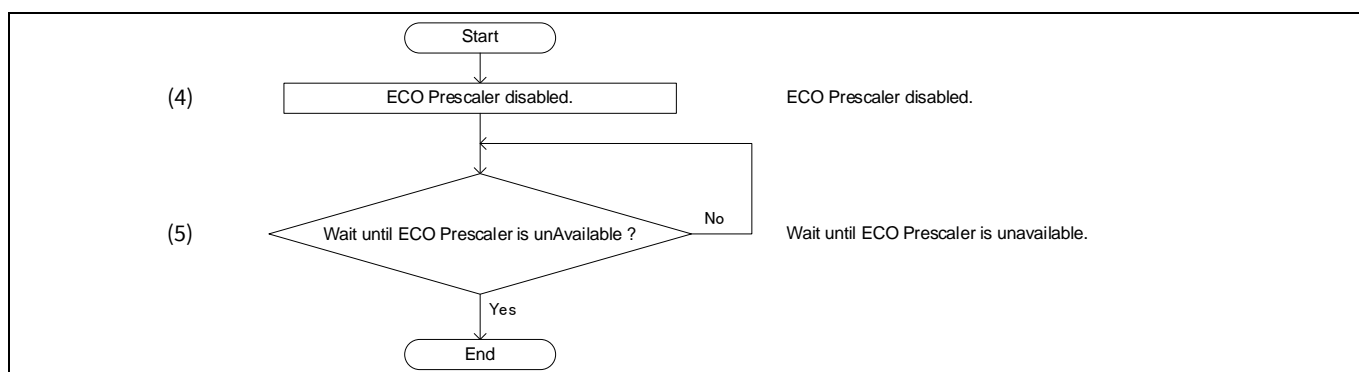 Start
(4) ECO Prescaler disabled. ECO Prescaler disabled.
No
(5) Wait until ECO Prescaler is unAvailable ? Wait until ECO Prescaler is unavailable.
Yes
End